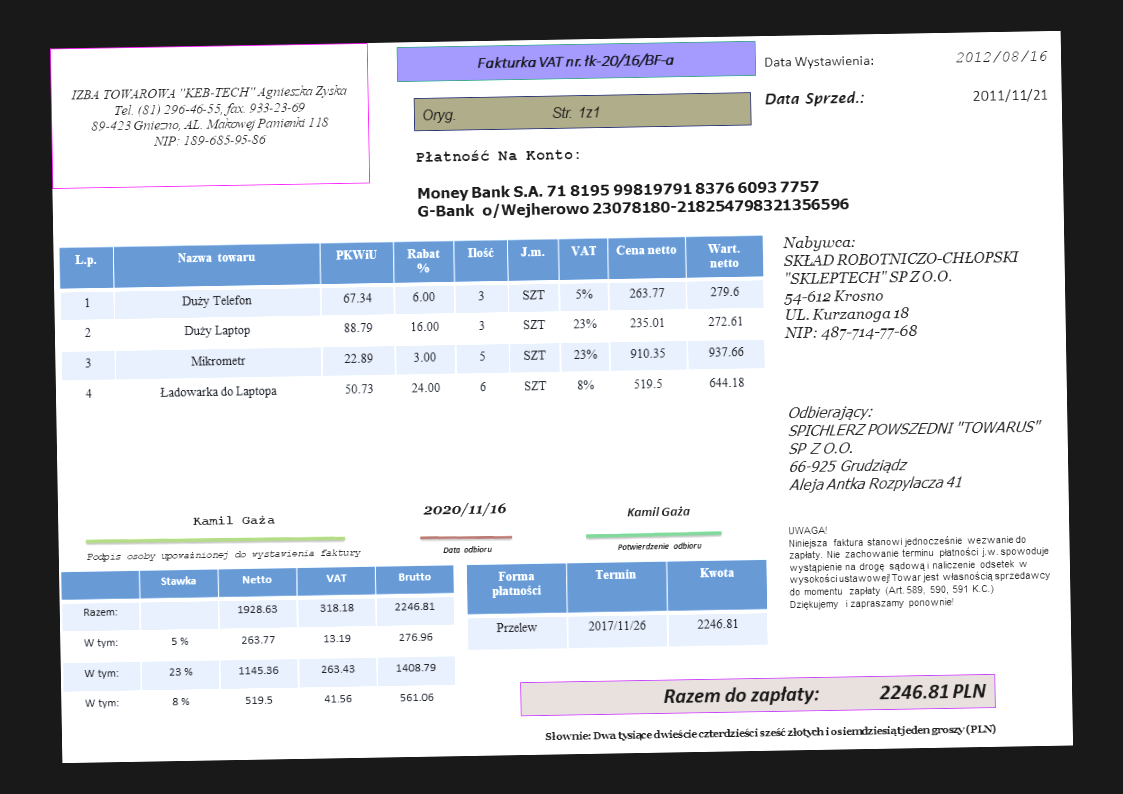 IZBA TOWAROWA "KEB-TECH" Agnieszka Zyska
Tel. (81) 296-46-55, fax. 933-23-69
89-423 Gniezno, AL. Makowej Panienki 118
NIP: 189-685-95-86
Fakturka VAT nr. łk-20/16/BF-a
Oryg. Str. 1z1
Data Wystawienia: 2012/08/16
Data Sprzed.: 2011/11/21
Płatność Na Konto:
Money Bank S.A. 71 8195 9981 9791 8376 6093 7757
G-Bank o/Wejherowo 23078180-218254798321356596
L.p. Nazwa towaru PKWiU Rabat % Ilość J.m. VAT Cena netto Wart. netto
1 Duży Telefon 67.34 6.00 3 SZT 5% 263.77 279.6
2 Duży Laptop 88.79 16.00 3 SZT 23% 235.01 272.61
3 Mikrometr 22.89 3.00 5 SZT 23% 910.35 937.66
4 Ładowarka do Laptopa 50.73 24.00 6 SZT 8% 519.5 644.18
Nabywca:
SKŁAD ROBOTNICZO-CHŁOPSKI
"SKLEPTECH" SP Z O.O.
54-612 Krosno
UL. Kurzanoga 18
NIP: 487-714-77-68
Odbierający:
SPICHLERZ POWSZEDNI "TOWARUS"
SP Z O.O.
66-925 Grudziądz
Aleja Antka Rozpylacza 41
Kamil Gaża
Podpis osoby upoważnionej do wystawienia faktury
2020/11/16
Data odbioru
Kamil Gaża
Potwierdzenie odbioru
UWAGA!
Niniejsza faktura stanowi jednocześnie wezwanie do
zapłaty. Nie zachowanie terminu płatności j.w. spowoduje
wystąpienie na drogę sądową i naliczenie odsetek w
wysokości ustawowej! Towar jest własnością sprzedawcy
do momentu zapłaty (Art. 589, 590, 591 K.C.)
Dziękujemy i zapraszamy ponownie!
Stawka Netto VAT Brutto
Razem: 1928.63 318.18 2246.81
W tym: 5 % 263.77 13.19 276.96
W tym: 23 % 1145.36 263.43 1408.79
W tym: 8 % 519.5 41.56 561.06
Forma płatności Termin Kwota
Przelew 2017/11/26 2246.81
Razem do zapłaty: 2246.81 PLN
Słownie: Dwa tysiące dwieście czterdzieści sześć złotych i osiemdziesiąt jeden groszy (PLN)